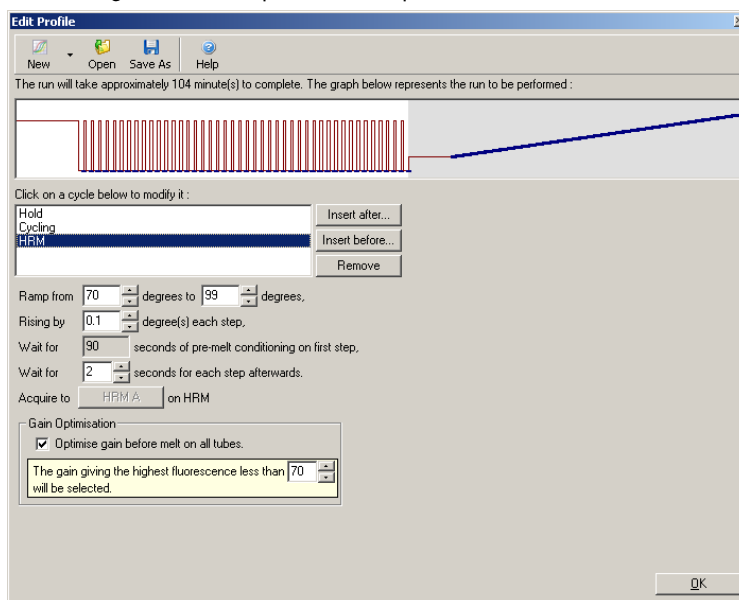 Edit Profile
New Open Save As Help
The run will take approximately 104 minute(s) to complete. The graph below represents the run to be performed :
Click on a cycle below to modify it :
Hold
Cycling
HRM
Insert after...
Insert before...
Remove
Ramp from 70 degrees to 99 degrees,
Rising by 0.1 degree(s) each step,
Wait for 90 seconds of pre-melt conditioning on first step,
Wait for 2 seconds for each step afterwards.
Acquire to HRM A on HRM
Gain Optimisation
Optimise gain before melt on all tubes.
The gain giving the highest fluorescence less than 70
will be selected.
OK